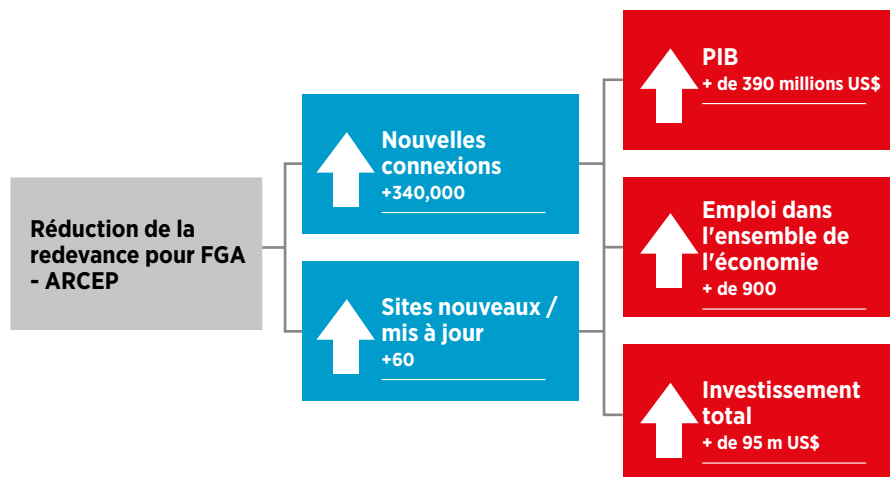 Réduction de la
redevance pour FGA
- ARCEP
Nouvelles
connexions
+340,000
Sites nouveaux /
mis à jour
+60
PIB
+ de 390 millions US$
Emploi dans
l'ensemble de
l'économie
+ de 900
Investissement
total
+ de 95 m US$